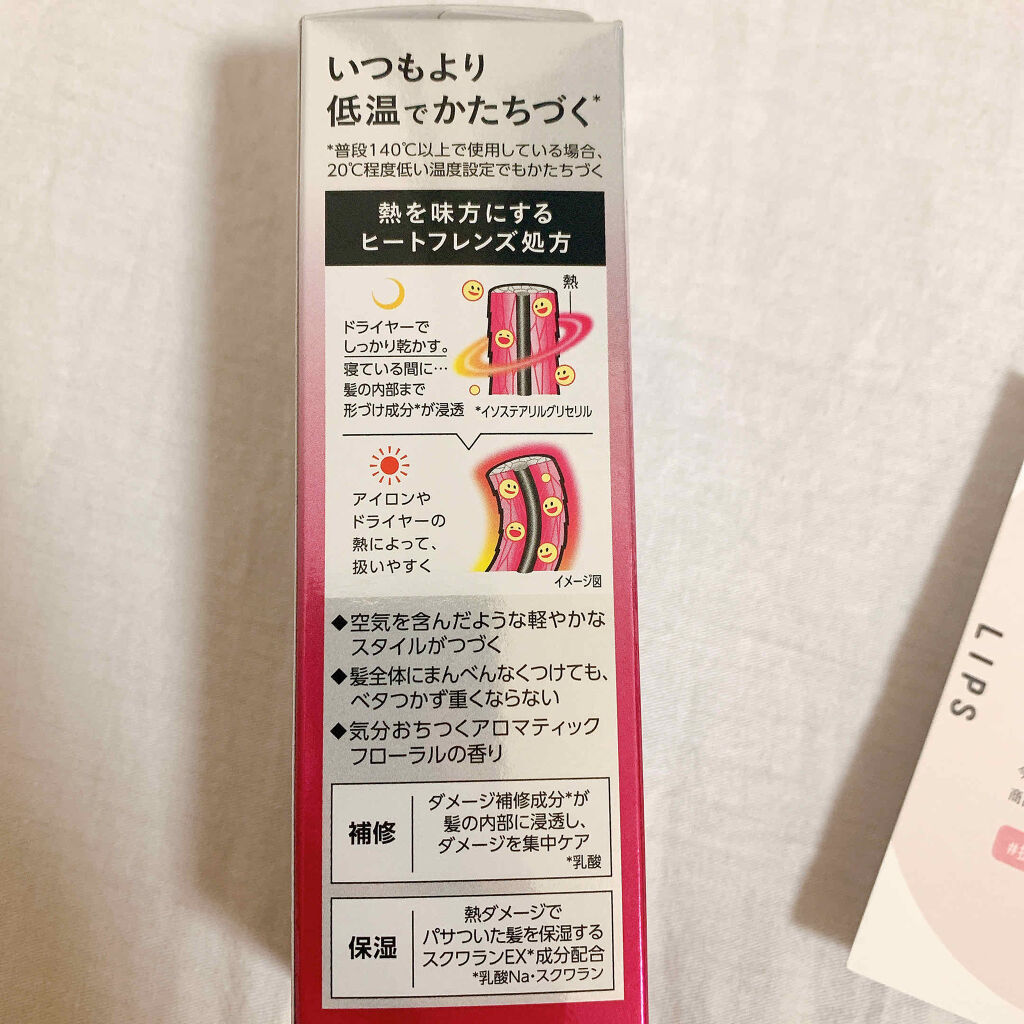 いつもより
低温でかたちづく*
*普段140℃以上で使用している場合、
20℃程度低い温度設定でもかたちづく
熱を味方にする
ヒートフレンズ処方
熱
ドライヤーで
しっかり乾かす。
寝ている間に…
髪の内部まで
形づけ成分*が浸透
*イソステアリルグリセリル
アイロンや
ドライヤーの
熱によって、
扱いやすく
イメージ図
◆空気を含んだような軽やかな
スタイルがつづく
◆髪全体にまんべんなくつけても、
ベタつかず重くならない
◆気分おちつくアロマティック
フローラルの香り
補修
ダメージ補修成分*が
髪の内部に浸透し、
ダメージを集中ケア
*乳酸
保湿
熱ダメージで
パサついた髪を保湿する
スクワランEX*成分配合
*乳酸Na・スクワラン
LIPS
商